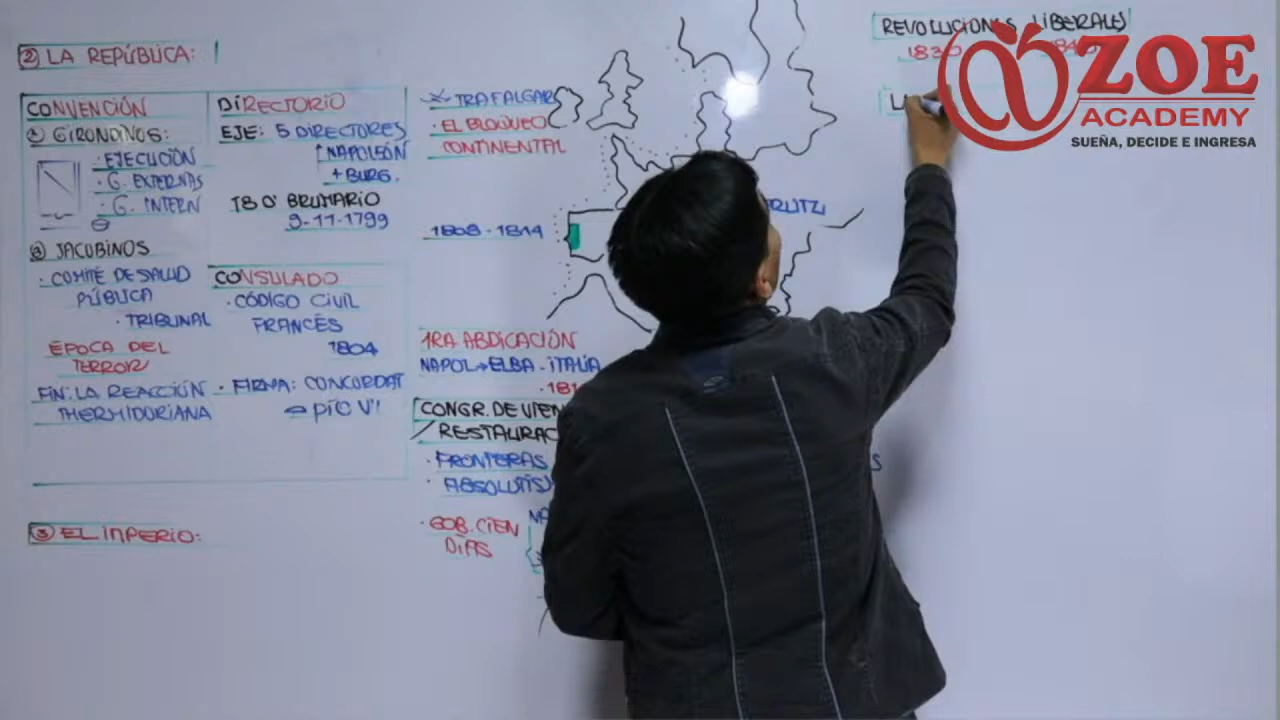 ② LA REPÚBLICA:
CONVENCIÓN
① GIRONDINOS:
· EJECUCIÓN
· G. EXTERNAS
· G. INTERN
② JACOBINOS
· COMITÉ DE SALUD
PÚBLICA
· TRIBUNAL
ÉPOCA DEL
TERROR
FIN: LA REACCIÓN
THERMIDORIANA
DIRECTORIO
EJE: 5 DIRECTORES
NAPOLEÓN
+ BURG.
18 O' BRUMARIO
9-11-1799
CONSULADO
· CÓDIGO CIVIL
FRANCÉS
1804
· FIRMA: CONCORDAT
PÍO VII
③ EL INPERIO:
TRAFALGAR
· EL BLOQUEO
CONTINENTAL
1808 - 1814
1RA ABDICACIÓN
NAPOL→ELBA - ITALIA
CONGR. DE VIEN
/ RESTAURAC
· FRONTERAS
· ABSOLUTIS
· GOB. CIEN
DÍAS
REVOLUCIONES LIBERALES
1830
ZOE
ACADEMY
SUEÑA, DECIDE E INGRESA